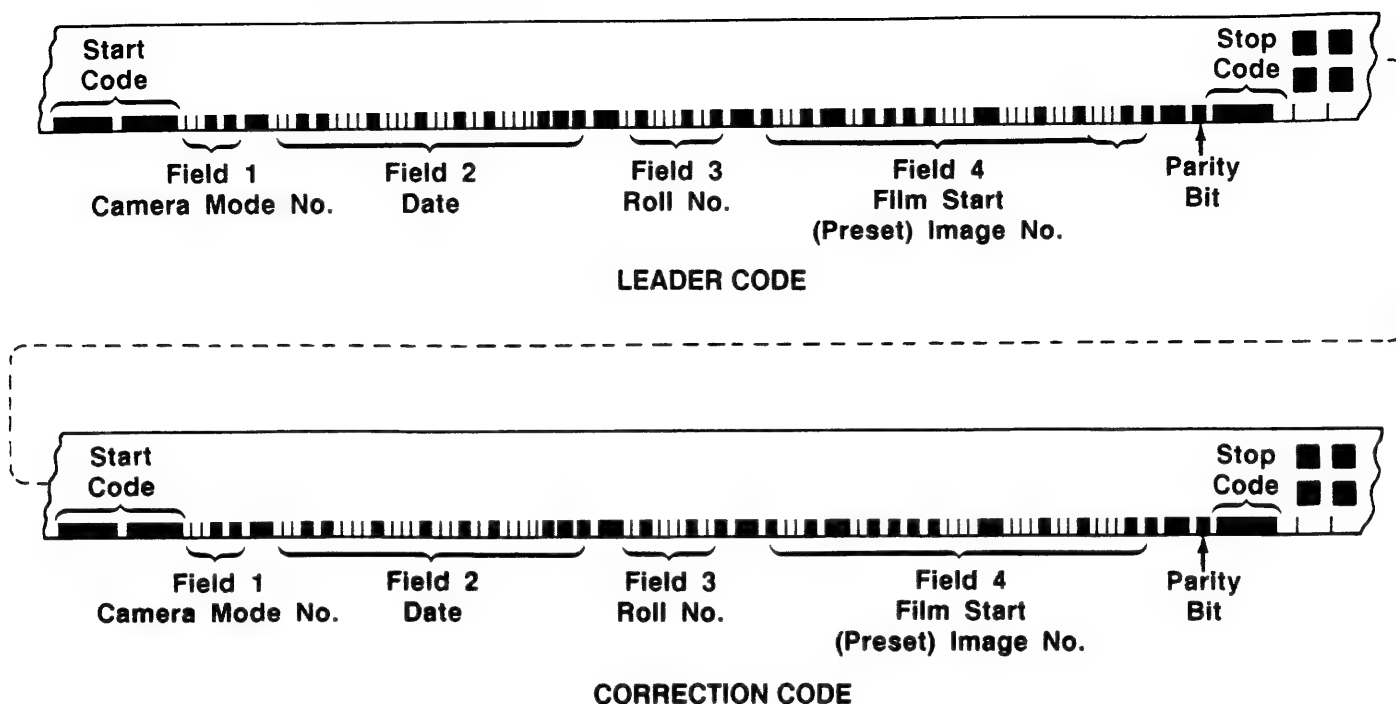 Start
Code
Stop
Code
Field 1
Camera Mode No.
Field 2
Date
Field 3
Roll No.
Field 4
Film Start
(Preset) Image No.
Parity
Bit
LEADER CODE
Start
Code
Stop
Code
Field 1
Camera Mode No.
Field 2
Date
Field 3
Roll No.
Field 4
Film Start
(Preset) Image No.
Parity
Bit
CORRECTION CODE